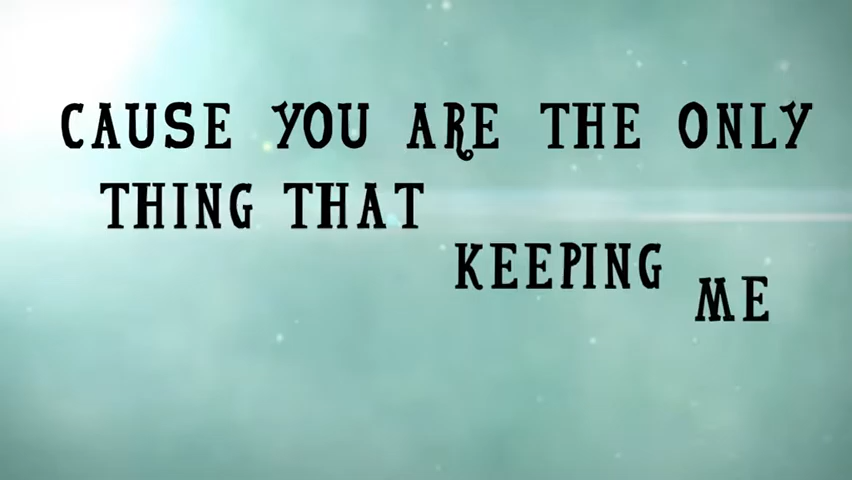 CAUSE YOU ARE THE ONLY
THING THAT
KEEPING
ME